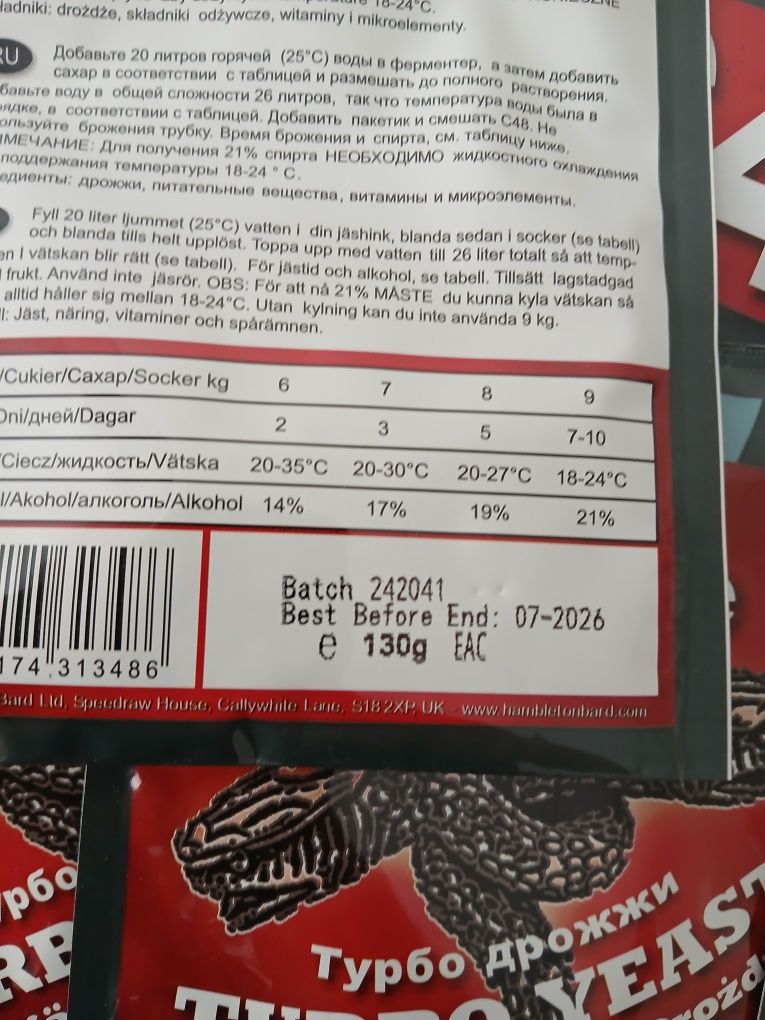 składniki: drożdże, składniki odżywcze, witaminy i mikroelementy.
RU Добавьте 20 литров горячей (25°C) воды в ферментер, а затем добавить
сахар в соответствии с таблицей и размешать до полного растворения.
бавьте воду в общей сложности 26 литров, так что температура воды была в
рядке, в соответствии с таблицей. Добавить пакетик и смешать С48. Не
ользуйте брожения трубку. Время брожения и спирта, см. таблицу ниже.
ИМЕЧАНИЕ: Для получения 21% спирта НЕОБХОДИМО жидкостного охлаждения
поддержания температуры 18-24 ° C.
едиенты: дрожжи, питательные вещества, витамины и микроэлементы.
Fyll 20 liter ljummet (25°C) vatten i din jäshink, blanda sedan i socker (se tabell)
och blanda tills helt upplöst. Toppa upp med vatten till 26 liter totalt så att temp-
en I vätskan blir rätt (se tabell). För jästid och alkohol, se tabell. Tillsätt lagstadgad
frukt. Använd inte jäsrör. OBS: För att nå 21% MÅSTE du kunna kyla vätskan så
alltid håller sig mellan 18-24°C. Utan kylning kan du inte använda 9 kg.
ll: Jäst, näring, vitaminer och spårämnen.
/Cukier/Caxap/Socker kg 6 7 8 9
Dni/дней/Dagar 2 3 5 7-10
Ciecz/жидкость/Vätska 20-35°C 20-30°C 20-27°C 18-24°C
l/Akohol/алкоголь/Alkohol 14% 17% 19% 21%
Batch 242041
Best Before End: 07-2026
e 130g EAC
174 313486
Bard Ltd, Speedraw House, Callywhite Lane, S18 2XP, UK - www.hambletonbard.com
Турбо дрожжи
TURBO YEAST